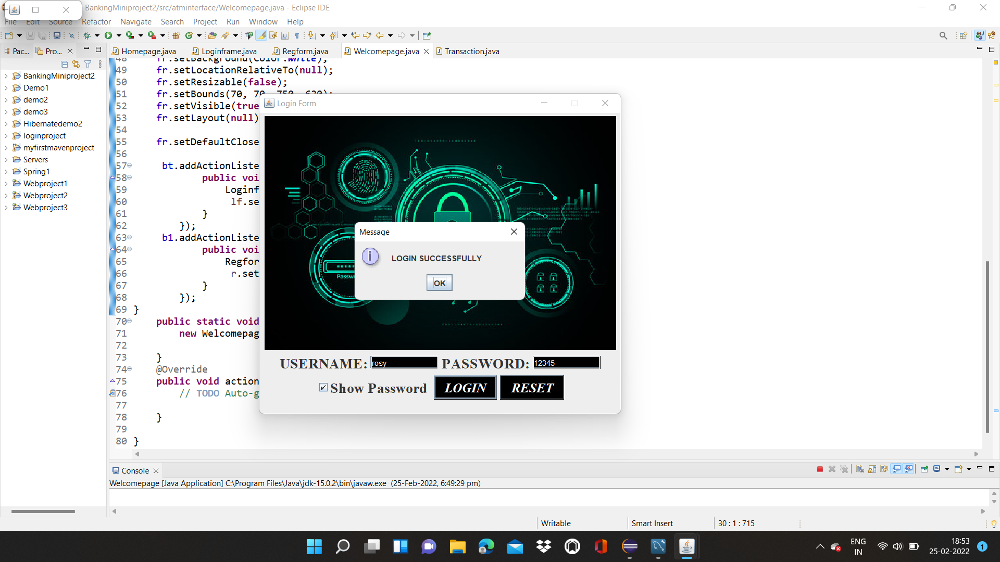 BankingMiniproject2/src/atminterface/Welcomepage.java - Eclipse IDE
File Edit Source Refactor Navigate Search Project Run Window Help
Pac... Pro...
Homepage.java Loginframe.java Regform.java Welcomepage.java Transaction.java
BankingMiniproject2
Demo1
demo2
demo3
Hibernatedemo2
loginproject
myfirstmavenproject
Servers
Spring1
Webproject1
Webproject2
Webproject3
48 fr.setBackground(Color.white);
49 fr.setLocationRelativeTo(null);
50 fr.setResizable(false);
51 fr.setBounds(70, 70, 750, 620);
52 fr.setVisible(true
53 fr.setLayout(null)
54
55 fr.setDefaultClose
56
57 bt.addActionListe
58 public voi
59 Loginf
60 lf.se
61 }
62 });
63 b1.addActionListe
64 public voi
65 Regfor
66 r.set
67 }
68 });
69 }
70 public static void
71 new Welcomepag
72
73 }
74 @Override
75 public void action
76 // TODO Auto-g
77
78 }
79
80 }
Login Form
Passw
Message
LOGIN SUCCESSFULLY
OK
USERNAME: rosy PASSWORD: 12345
Show Password LOGIN RESET
Console
Welcomepage [Java Application] C:\Program Files\Java\jdk-15.0.2\bin\javaw.exe (25-Feb-2022, 6:49:29 pm)
Writable Smart Insert 30 : 1 : 715
ENG
IN
18:53
25-02-2022
1